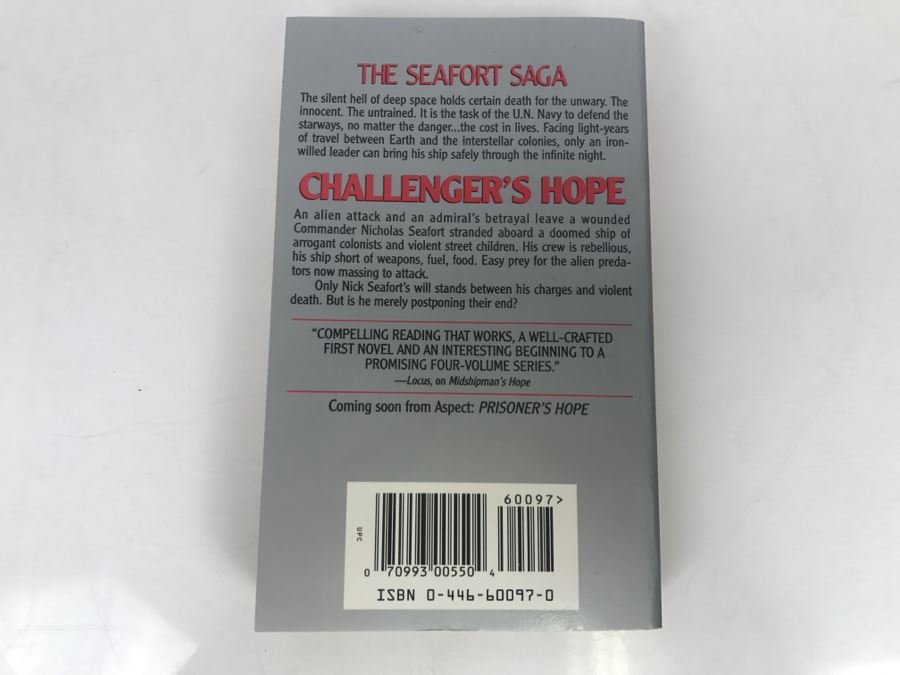 THE SEAFORT SAGA
The silent hell of deep space holds certain death for the unwary. The
innocent. The untrained. It is the task of the U.N. Navy to defend the
starways, no matter the danger...the cost in lives. Facing light-years
of travel between Earth and the interstellar colonies, only an iron-
willed leader can bring his ship safely through the infinite night.
CHALLENGER'S HOPE
An alien attack and an admiral's betrayal leave a wounded
Commander Nicholas Seafort stranded aboard a doomed ship of
arrogant colonists and violent street children. His crew is rebellious,
his ship short of weapons, fuel, food. Easy prey for the alien preda-
tors now massing to attack.
Only Nick Seafort's will stands between his charges and violent
death. But is he merely postponing their end?
"COMPELLING READING THAT WORKS, A WELL-CRAFTED
FIRST NOVEL AND AN INTERESTING BEGINNING TO A
PROMISING FOUR-VOLUME SERIES."
—Locus, on Midshipman's Hope
Coming soon from Aspect: PRISONER'S HOPE
60097>
UPC
0 70993 00550 4
ISBN 0-446-60097-0